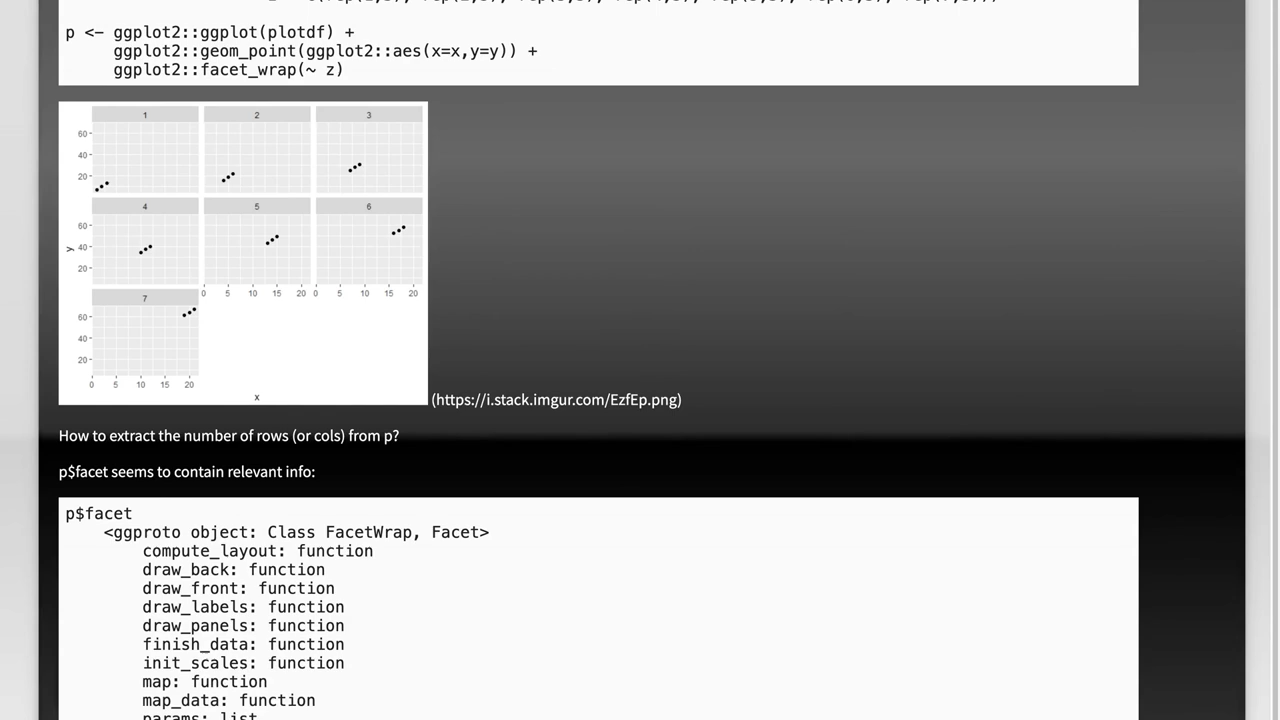 p <- ggplot2::ggplot(plotdf) +
ggplot2::geom_point(ggplot2::aes(x=x,y=y)) +
ggplot2::facet_wrap(~ z)
1 2 3
60
40
20
4 5 6
60
y 40
20
0 5 10 15 20 0 5 10 15 20
7
60
40
20
0 5 10 15 20
x
(https://i.stack.imgur.com/EzfEp.png)
How to extract the number of rows (or cols) from p?
p$facet seems to contain relevant info:
p$facet
<ggproto object: Class FacetWrap, Facet>
compute_layout: function
draw_back: function
draw_front: function
draw_labels: function
draw_panels: function
finish_data: function
init_scales: function
map: function
map_data: function
params: list